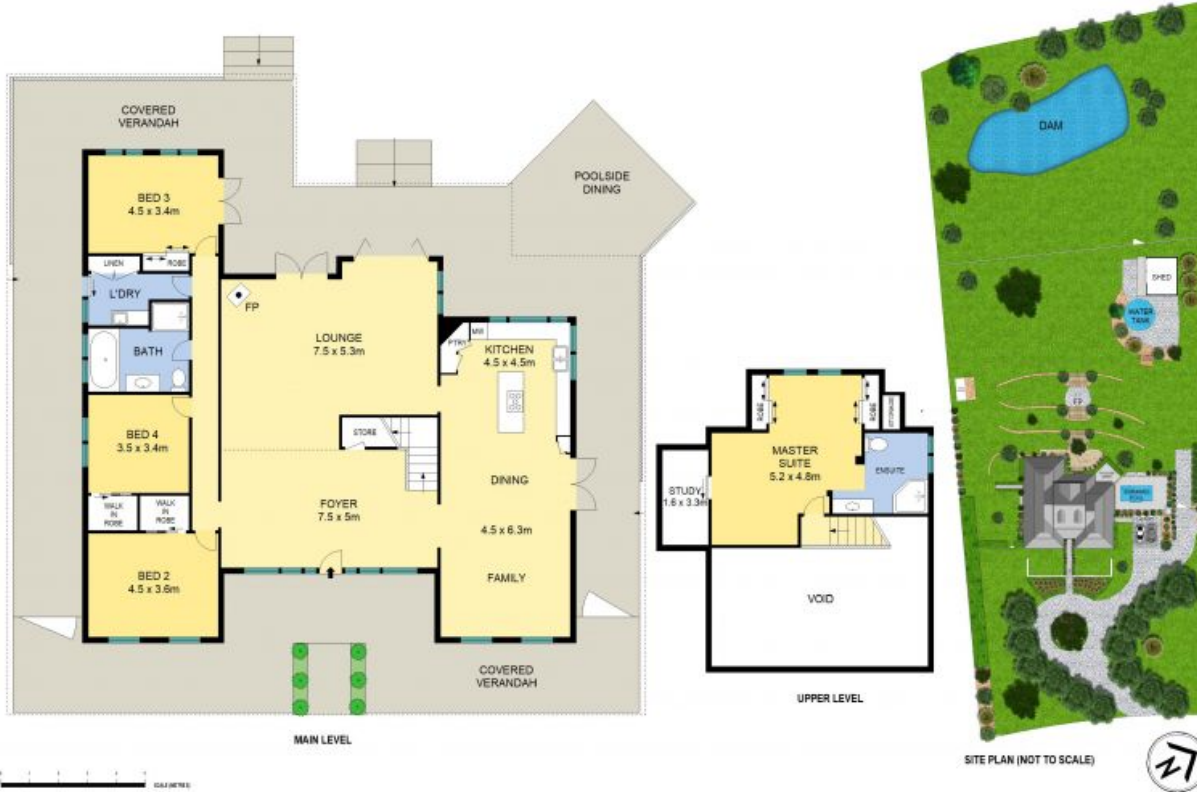 COVERED
VERANDAH
BED 3
4.5 x 3.4m
LINEN
ROBE
L'DRY
BATH
BED 4
3.5 x 3.4m
WALK
IN
ROBE
WALK
IN
ROBE
BED 2
4.5 x 3.6m
FP
LOUNGE
7.5 x 5.3m
STORE
FOYER
7.5 x 5m
POOLSIDE
DINING
PTRY
MW
KITCHEN
4.5 x 4.5m
DINING
4.5 x 6.3m
FAMILY
COVERED
VERANDAH
MAIN LEVEL
SCALE (METRES)
ROBE
ROBE
STORAGE
MASTER
SUITE
5.2 x 4.8m
ENSUITE
STUDY
1.6 x 3.3m
VOID
UPPER LEVEL
DAM
SHED
WATER
TANK
FP
SITE PLAN (NOT TO SCALE)
N